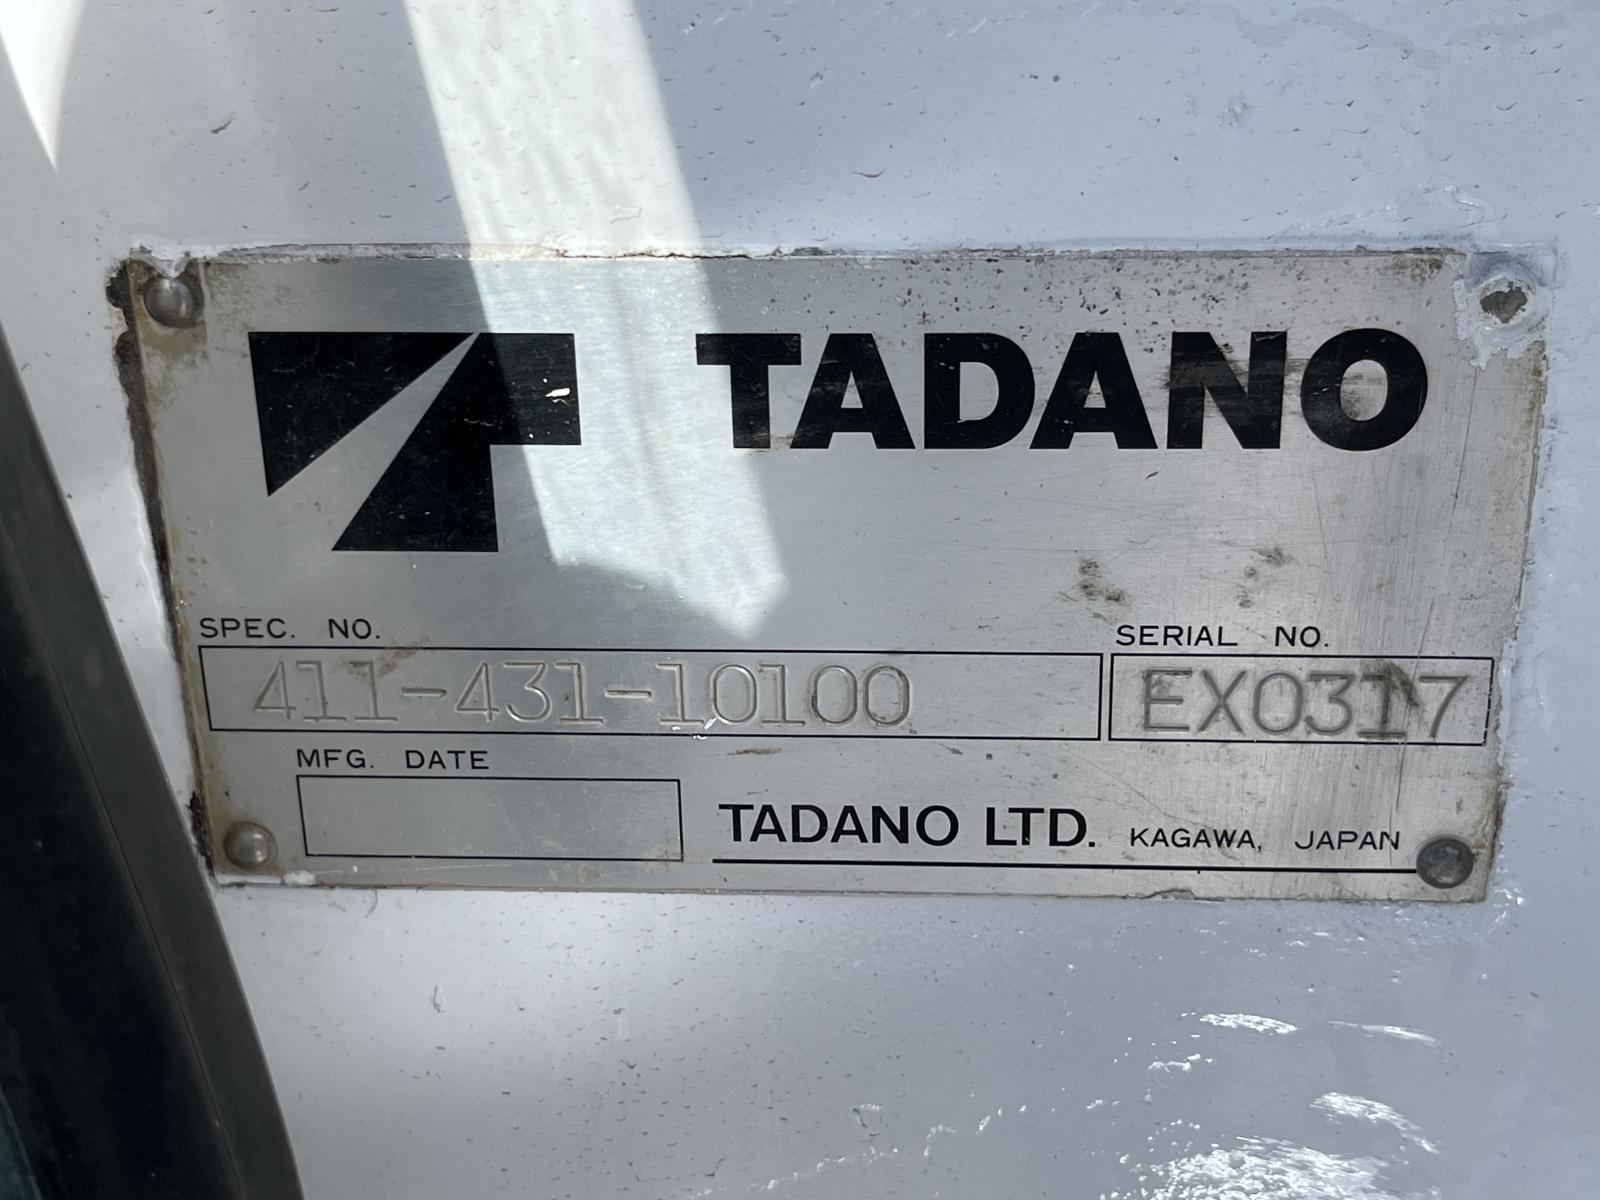 TADANO
SPEC. NO. SERIAL NO.
411-431-10100 EX0317
MFG. DATE
TADANO LTD. KAGAWA, JAPAN